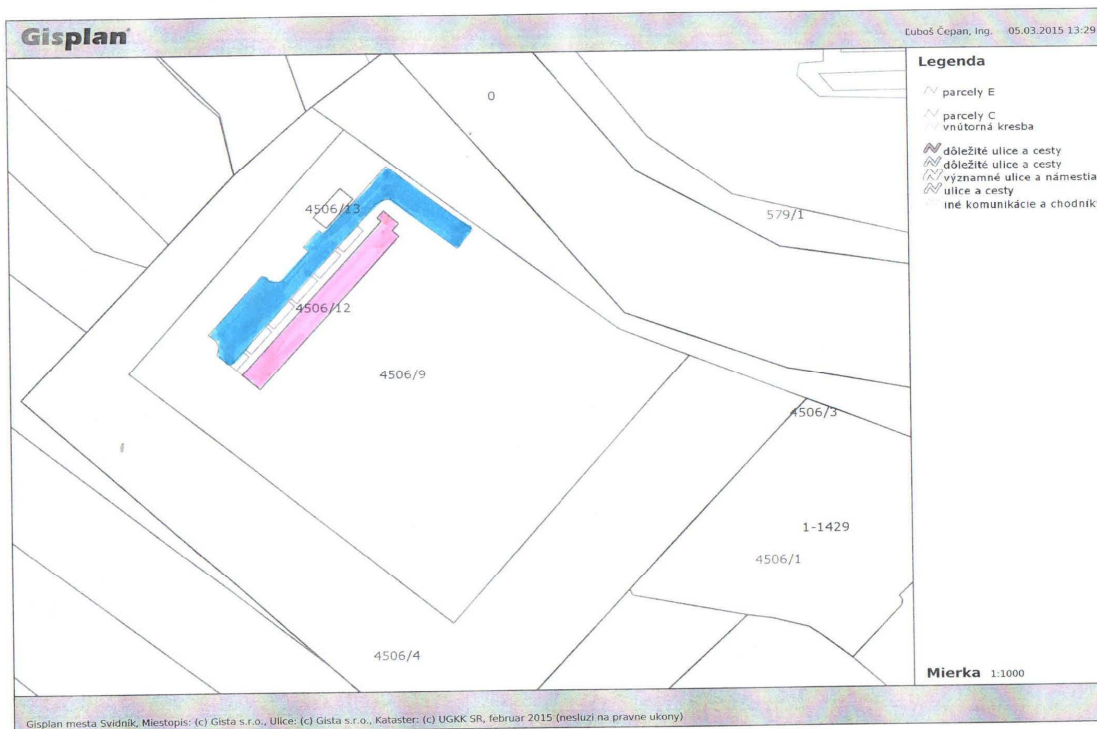 Gisplan
Ľuboš Čepan, Ing. 05.03.2015 13:29
Legenda
parcely E
parcely C
vnútorná kresba
dôležité ulice a cesty
dôležité ulice a cesty
významné ulice a námestia
ulice a cesty
iné komunikácie a chodník
0
579/1
4506/13
4506/12
4506/9
4506/3
1-1429
4506/1
4506/4
Mierka 1:1000
Gisplan mesta Svidník, Miestopis: (c) Gista s.r.o., Ulice: (c) Gista s.r.o., Kataster: (c) UGKK SR, februar 2015 (nesluzi na pravne ukony)